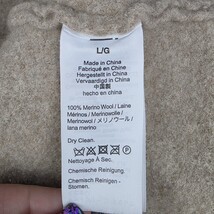 L/G
Made in China
Fabriqué en Chine
Hergestellt in China
Vervaardigd in China
中国製
hecho en china
100% Merino Wool / Laine
Mérinos / Merinowolle /
Merinowol / メリノウール /
lana merino
Dry Clean.
Nettoyage À Sec.
Chemische Reinigung.
Chemisch Reinigen -
Stomen.